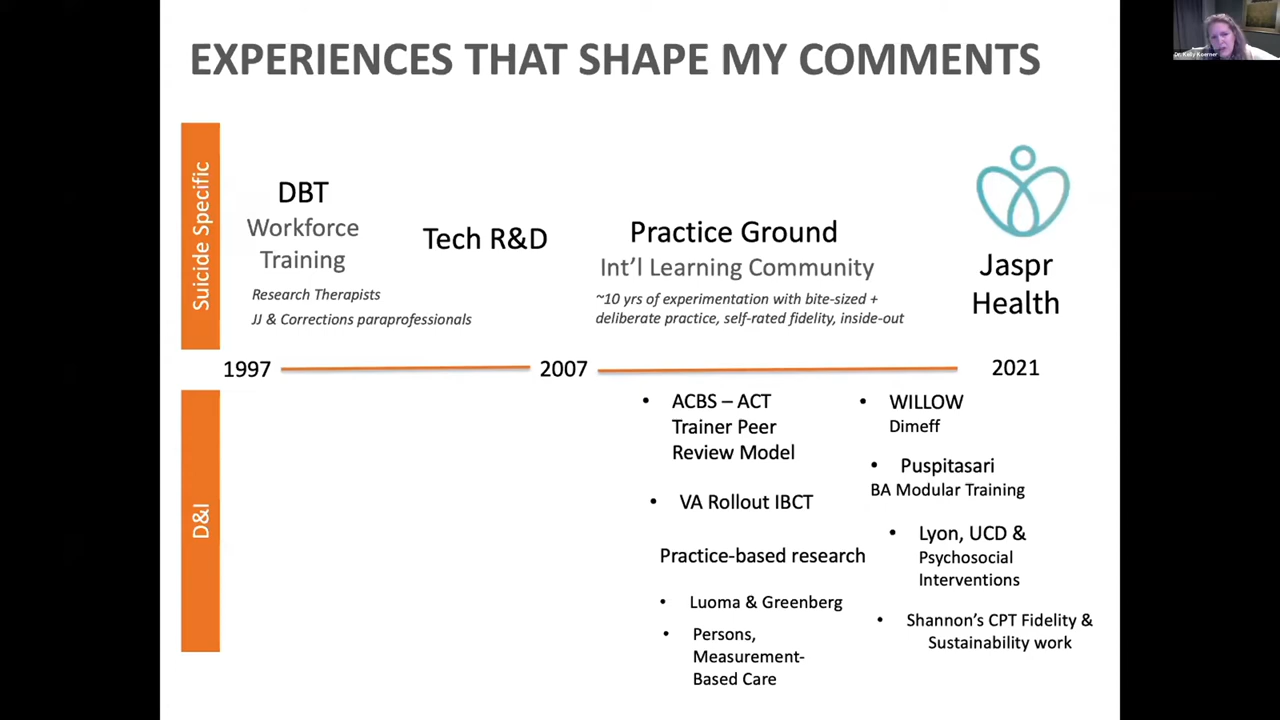 EXPERIENCES THAT SHAPE MY COMMENTS
Dr. Kelly Koerner
Suicide Specific
DBT
Workforce
Training
Research Therapists
JJ & Corrections paraprofessionals
Tech R&D
Practice Ground
Int'l Learning Community
~10 yrs of experimentation with bite-sized +
deliberate practice, self-rated fidelity, inside-out
Jaspr
Health
1997
2007
2021
D&I
• ACBS – ACT
Trainer Peer
Review Model
• VA Rollout IBCT
Practice-based research
• Luoma & Greenberg
• Persons,
Measurement-
Based Care
• WILLOW
Dimeff
• Puspitasari
BA Modular Training
• Lyon, UCD &
Psychosocial
Interventions
• Shannon's CPT Fidelity &
Sustainability work